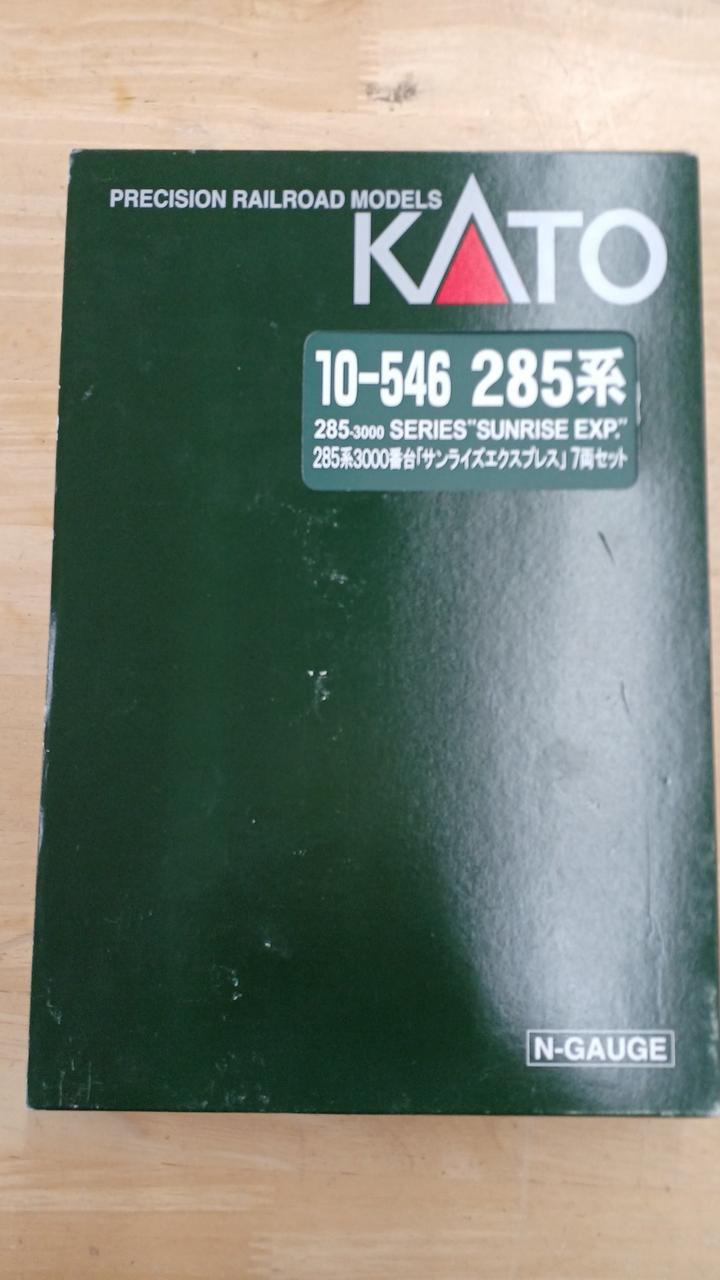 PRECISION RAILROAD MODELS
KATO
10-546 285系
285-3000 SERIES "SUNRISE EXP."
285系3000番台「サンライズエクスプレス」7両セット
N-GAUGE